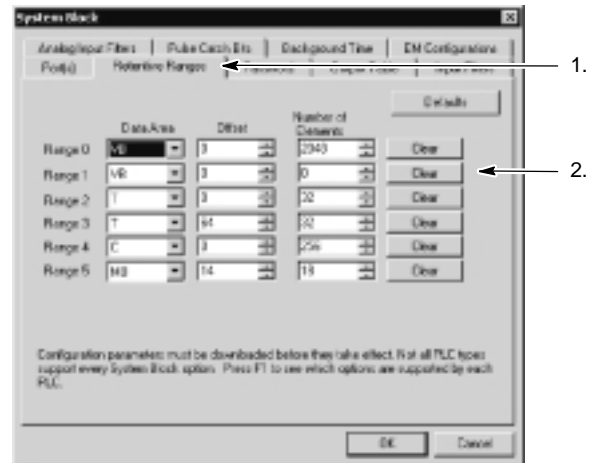 System Block
Analog Input Filters Pulse Catch Bits Background Time EM Configurations
Port(s) Retentive Ranges 1.
Defaults
Data Area Offset Number of Elements
Range 0 VB 0 Clear
Range 1 VB 0 0 Clear 2.
Range 2 T 0 32 Clear
Range 3 T 64 32 Clear
Range 4 C 0 256 Clear
Range 5 MB 14 18 Clear
Configuration parameters must be downloaded before they take effect. Not all PLC types
support every System Block option. Press F1 to see which options are supported by each
PLC.
OK Cancel